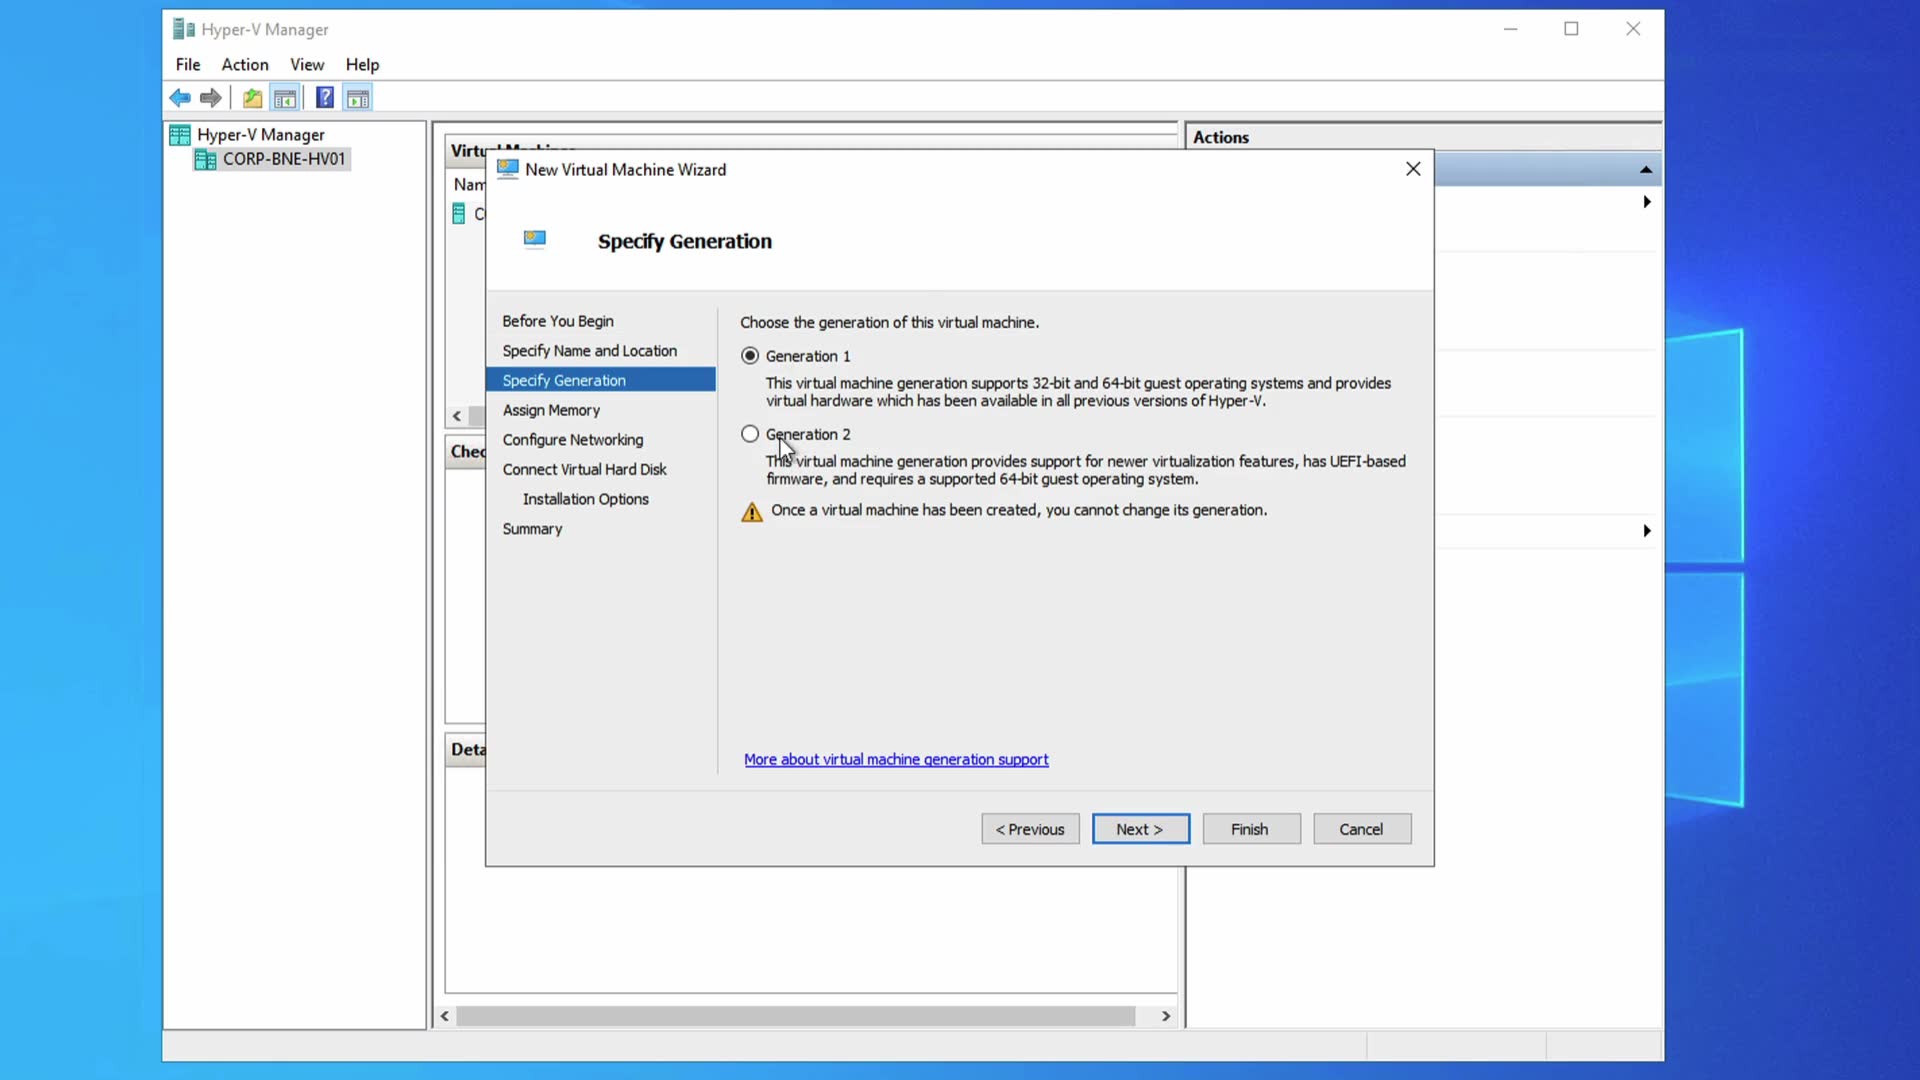 Hyper-V Manager
File Action View Help
Hyper-V Manager
CORP-BNE-HV01
Actions
New Virtual Machine Wizard
Specify Generation
Before You Begin
Specify Name and Location
Specify Generation
Assign Memory
Configure Networking
Connect Virtual Hard Disk
Installation Options
Summary
Choose the generation of this virtual machine.
Generation 1
This virtual machine generation supports 32-bit and 64-bit guest operating systems and provides
virtual hardware which has been available in all previous versions of Hyper-V.
Generation 2
This virtual machine generation provides support for newer virtualization features, has UEFI-based
firmware, and requires a supported 64-bit guest operating system.
Once a virtual machine has been created, you cannot change its generation.
More about virtual machine generation support
< Previous Next > Finish Cancel